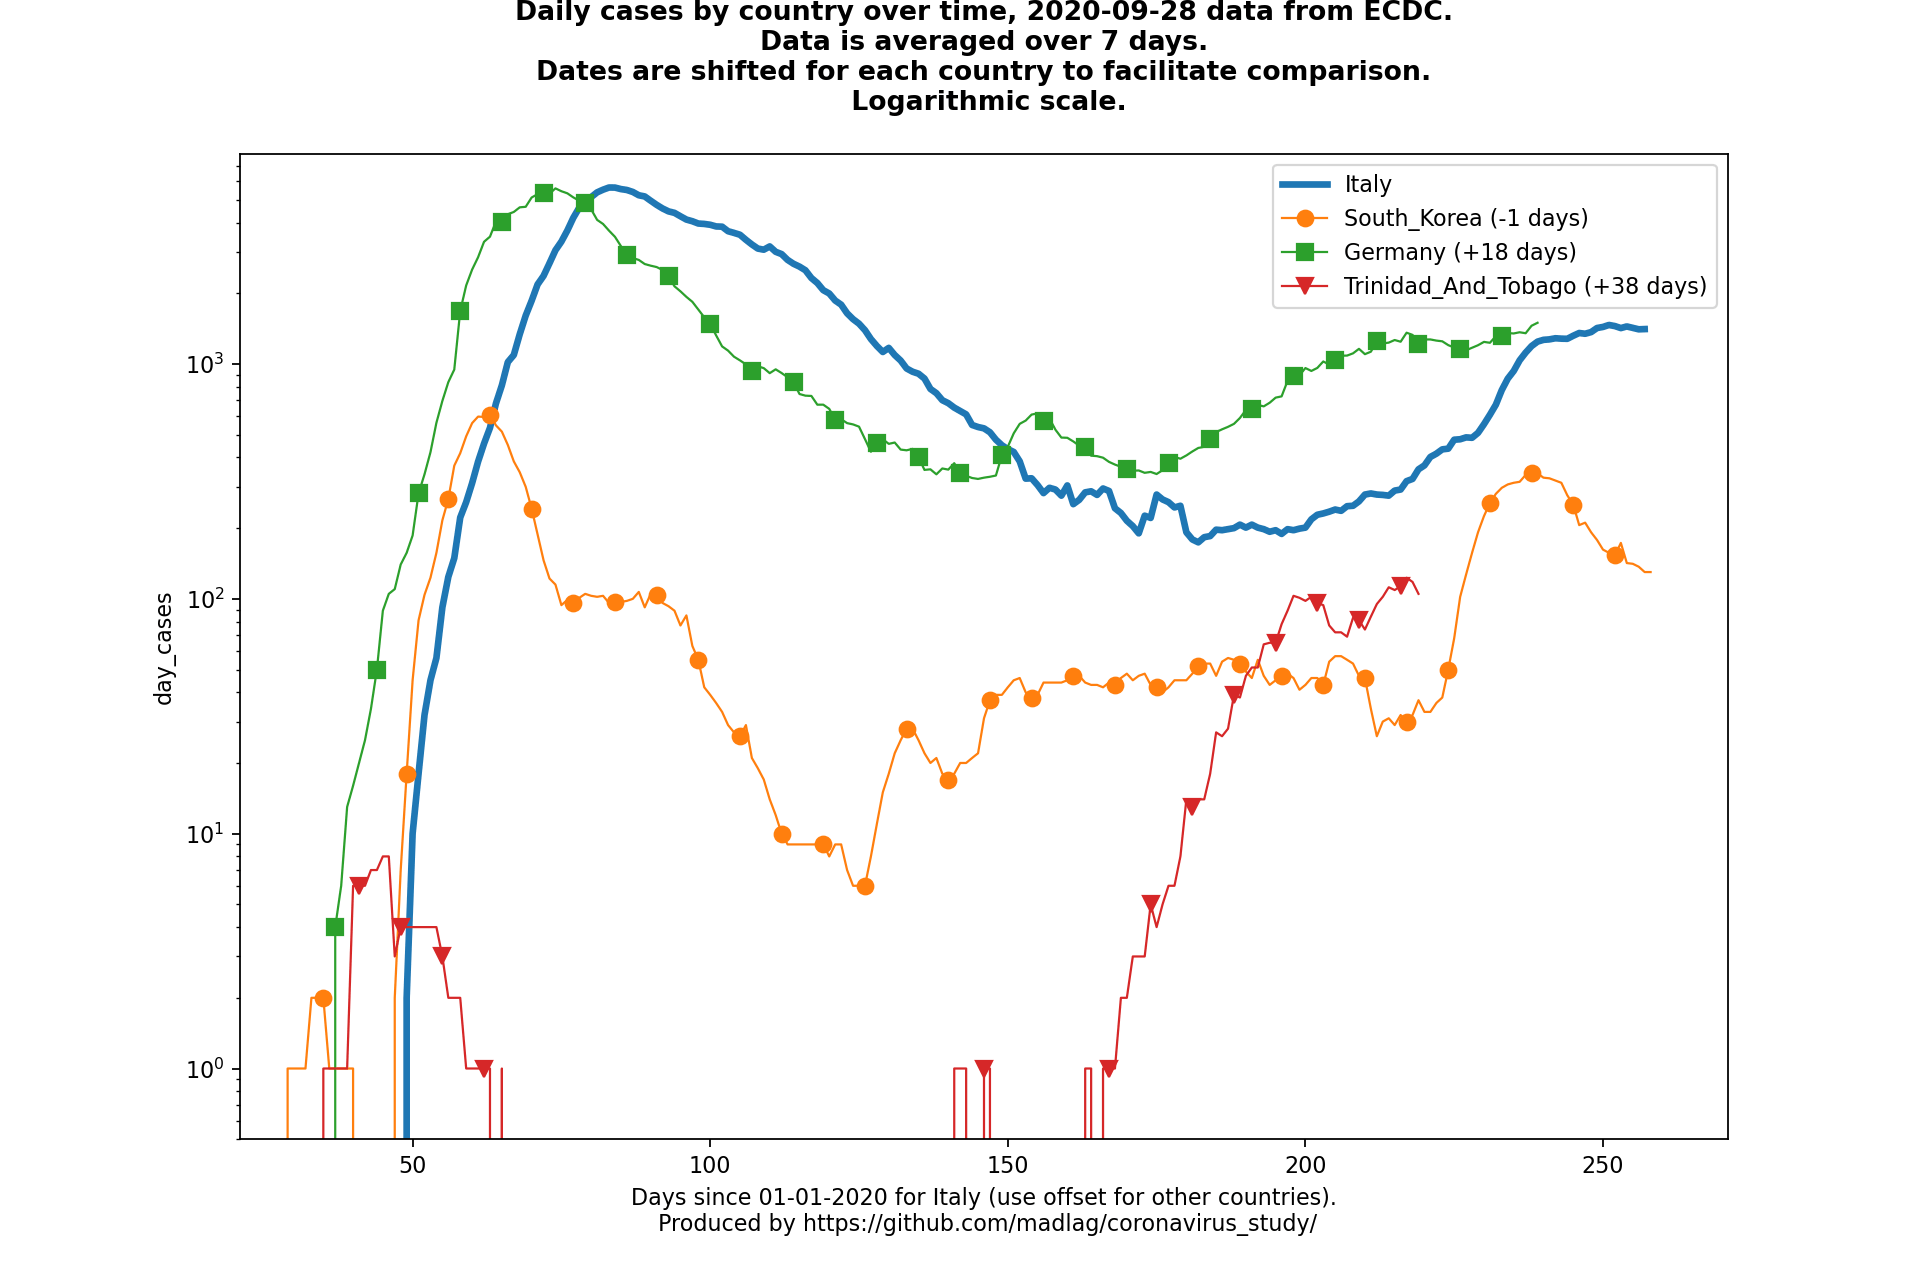 Daily cases by country over time, 2020-09-28 data from ECDC.
Data is averaged over 7 days.
Dates are shifted for each country to facilitate comparison.
Logarithmic scale.
Italy
South_Korea (-1 days)
Germany (+18 days)
Trinidad_And_Tobago (+38 days)
day_cases
10³
10²
10¹
10⁰
50 100 150 200 250
Days since 01-01-2020 for Italy (use offset for other countries).
Produced by https://github.com/madlag/coronavirus_study/